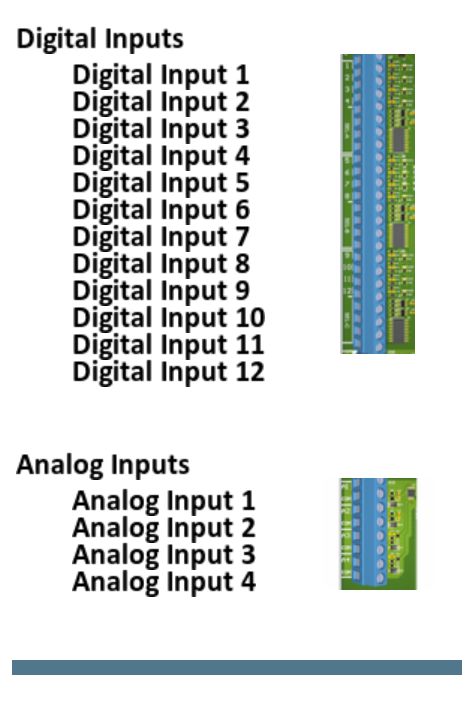 Digital Inputs
Digital Input 1
Digital Input 2
Digital Input 3
Digital Input 4
Digital Input 5
Digital Input 6
Digital Input 7
Digital Input 8
Digital Input 9
Digital Input 10
Digital Input 11
Digital Input 12
Analog Inputs
Analog Input 1
Analog Input 2
Analog Input 3
Analog Input 4